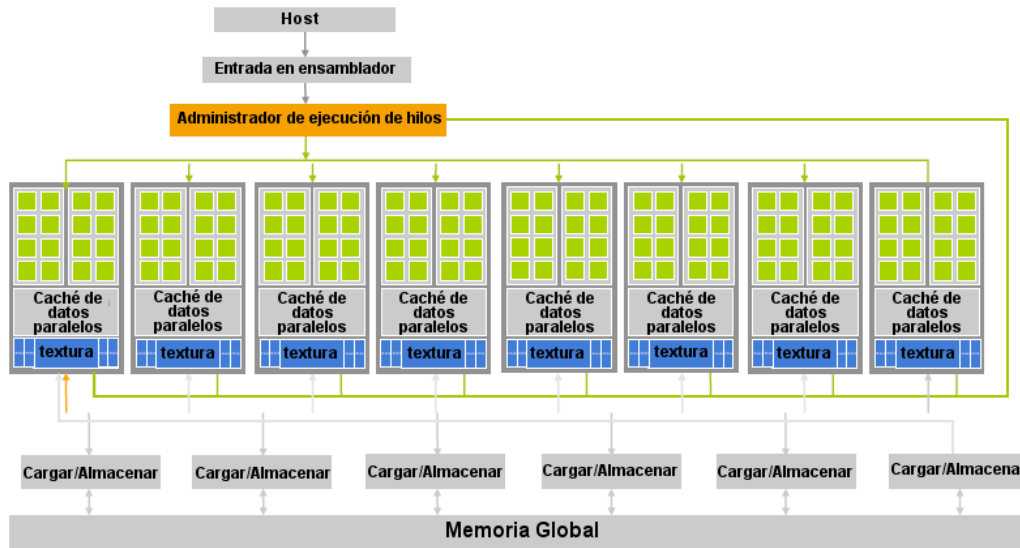 Host
Entrada en ensamblador
Administrador de ejecución de hilos
Caché de
datos
paralelos
Caché de
datos
paralelos
Caché de
datos
paralelos
Caché de
datos
paralelos
Caché de
datos
paralelos
Caché de
datos
paralelos
Caché de
datos
paralelos
Caché de
datos
paralelos
textura
textura
textura
textura
textura
textura
textura
textura
Cargar/Almacenar
Cargar/Almacenar
Cargar/Almacenar
Cargar/Almacenar
Cargar/Almacenar
Cargar/Almacenar
Memoria Global